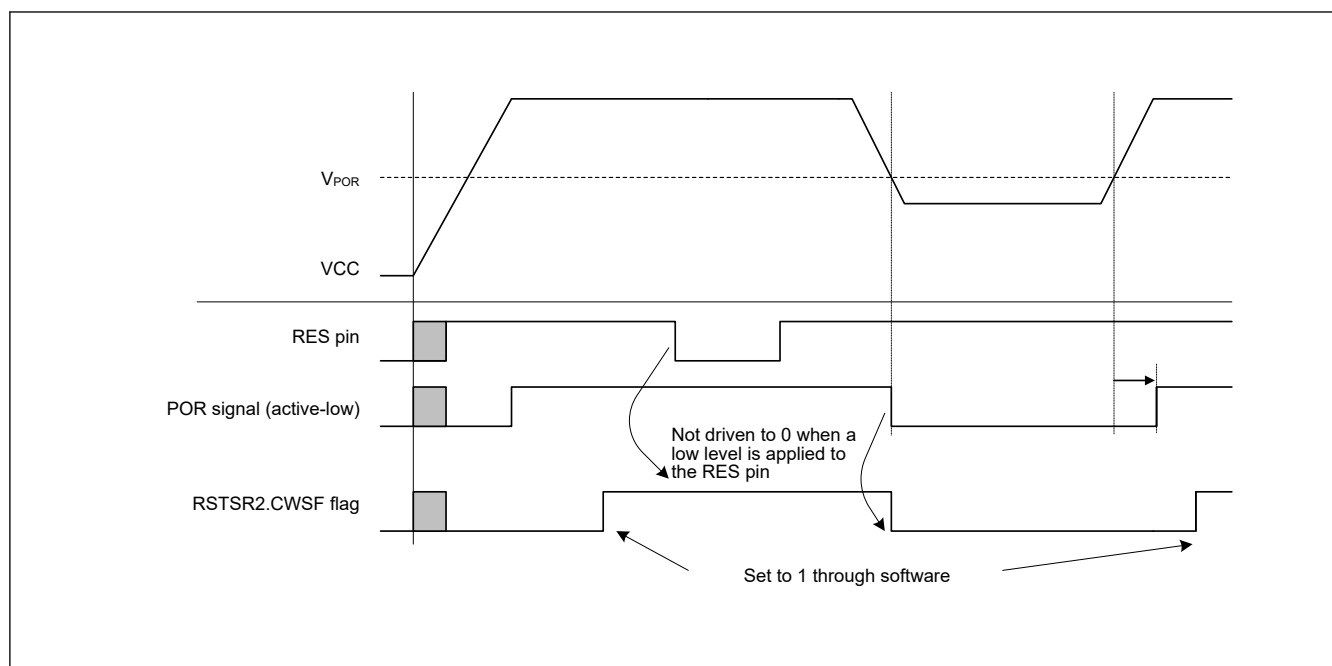 VPOR
VCC
RES pin
POR signal (active-low)
Not driven to 0 when a
low level is applied to
the RES pin
RSTSR2.CWSF flag
Set to 1 through software